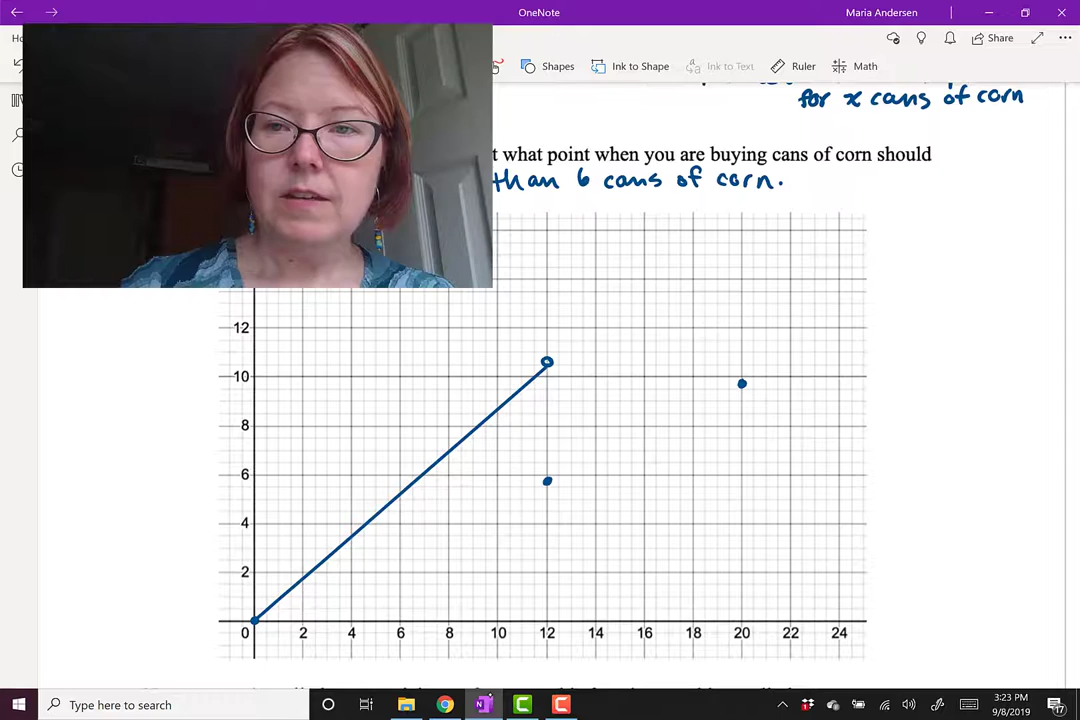 OneNote
Maria Andersen
Share
Shapes
Ink to Shape
Ink to Text
Ruler
Math
for x cans of corn
t what point when you are buying cans of corn should
than 6 cans of corn.
12
10
8
6
4
2
0 2 4 6 8 10 12 14 16 18 20 22 24
Type here to search
3:23 PM
9/8/2019
17